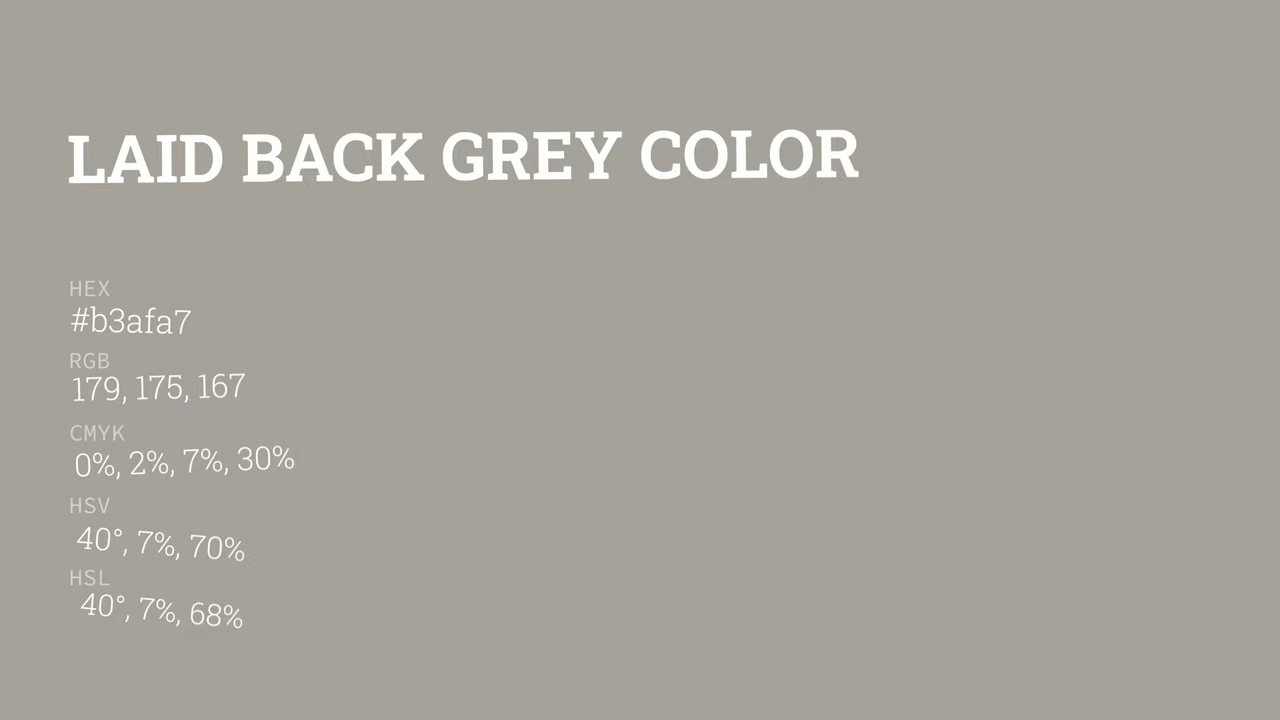 LAID BACK GREY COLOR
HEX
#b3afa7
RGB
179, 175, 167
CMYK
0%, 2%, 7%, 30%
HSV
40°, 7%, 70%
HSL
40°, 7%, 68%